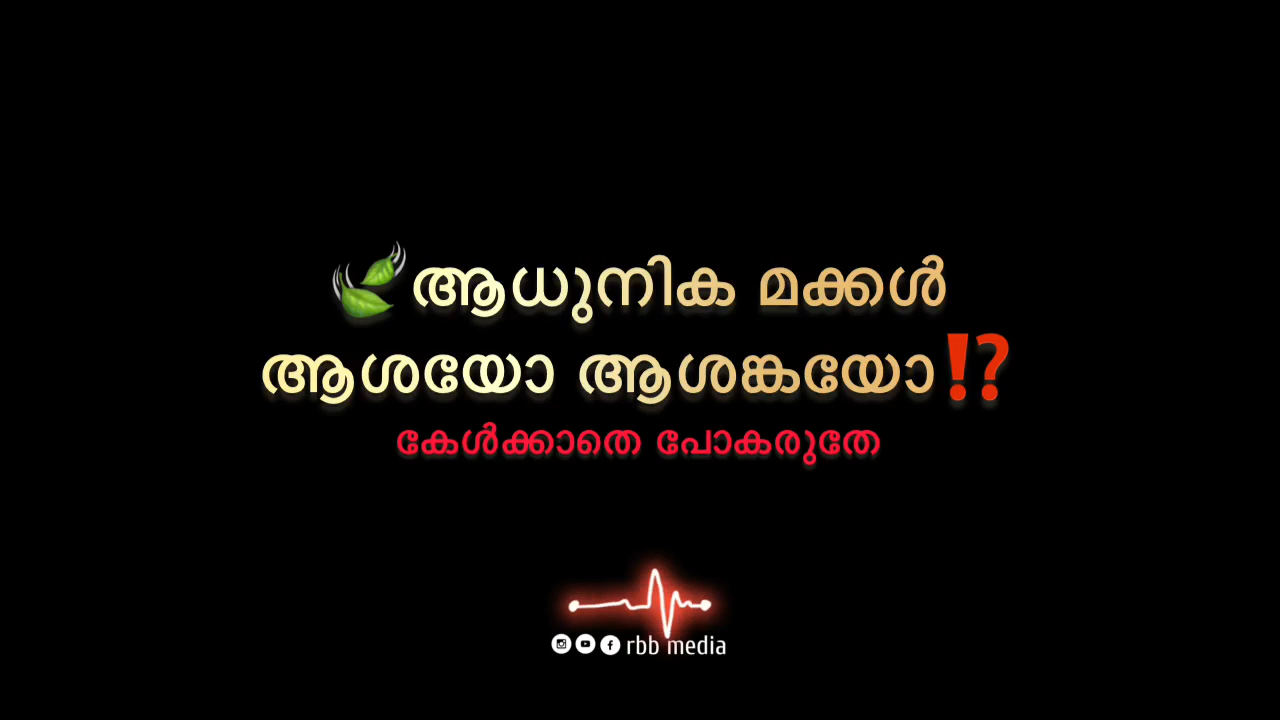 🍃ആധുനിക മക്കൾ
ആശയോ ആശങ്കയോ⁉️
കേൾക്കാതെ പോകരുതേ
rbb media